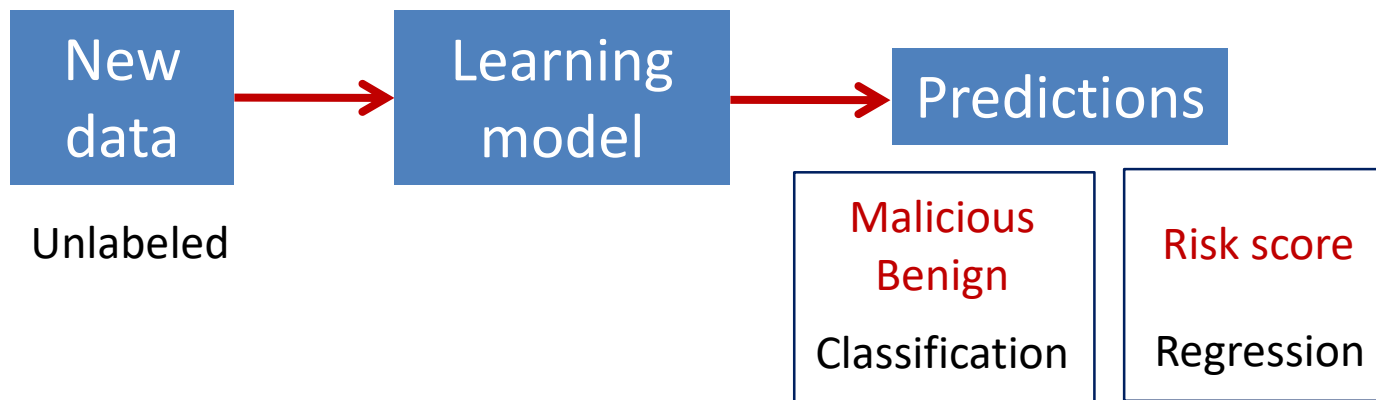 New
data
Learning
model
Predictions
Unlabeled
Malicious
Benign
Classification
Risk score
Regression